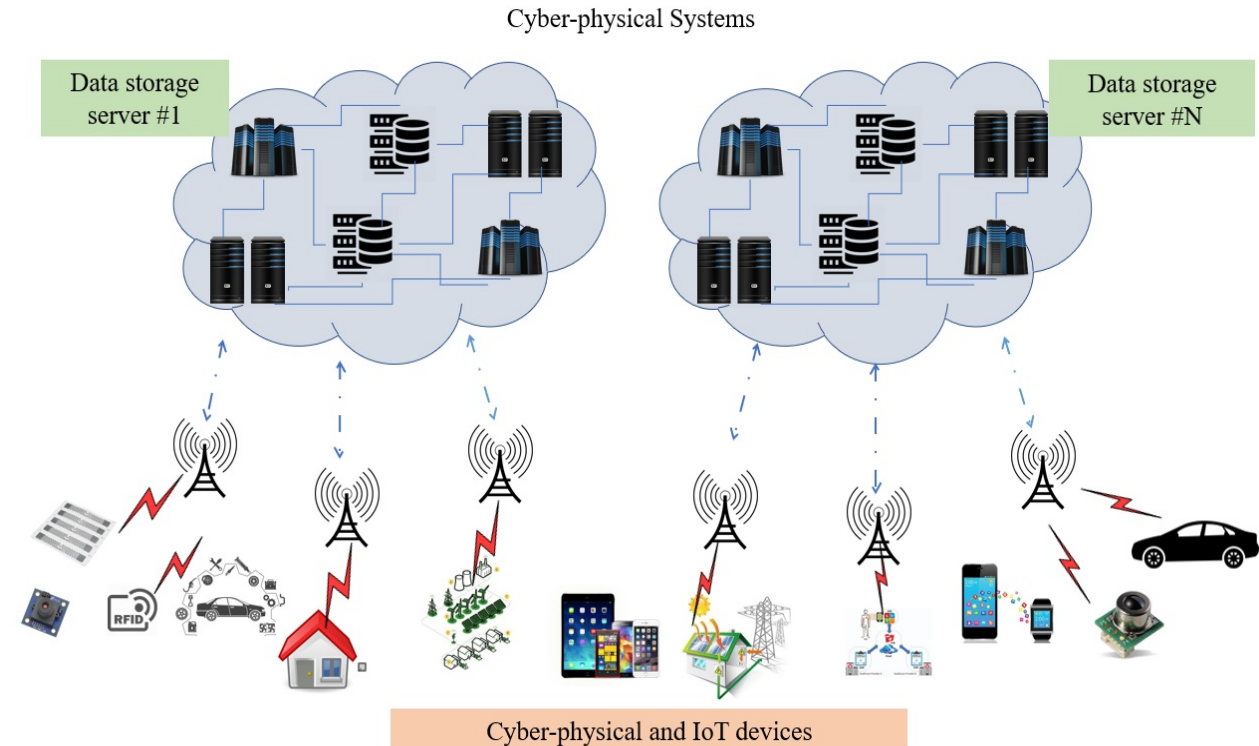 Cyber-physical Systems
Data storage
server #1
Data storage
server #N
RFID
Cyber-physical and IoT devices